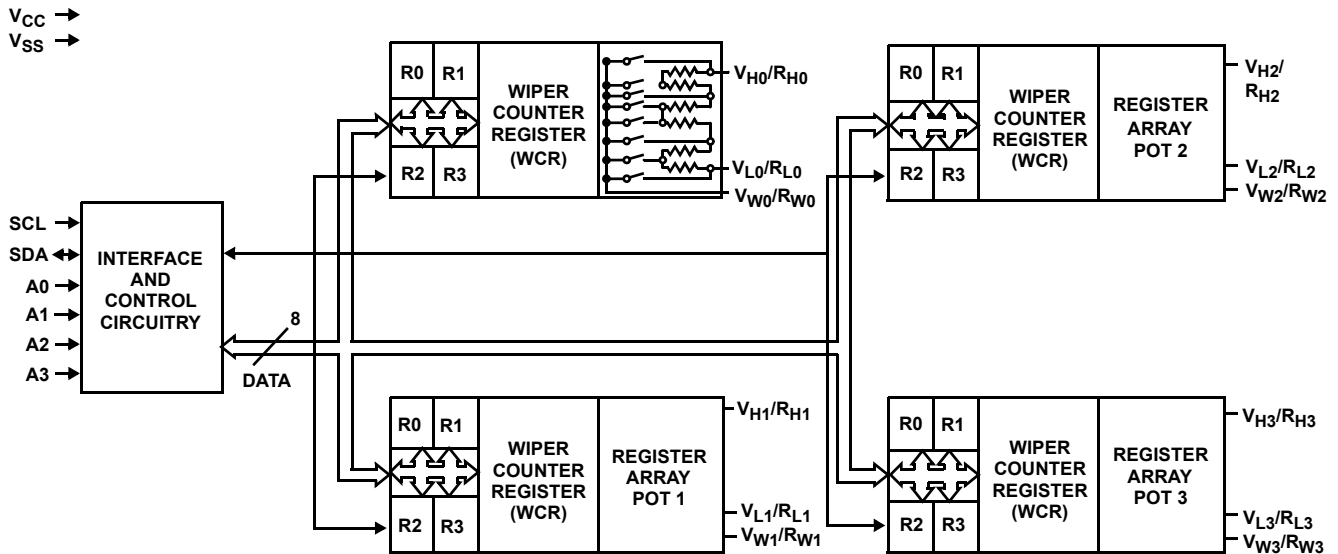 VCC
VSS
R0 R1
R2 R3
WIPER
COUNTER
REGISTER
(WCR)
VH0/RH0
VL0/RL0
VW0/RW0
R0 R1
R2 R3
WIPER
COUNTER
REGISTER
(WCR)
REGISTER
ARRAY
POT 2
VH2/
RH2
VL2/RL2
VW2/RW2
SCL
SDA
A0
A1
A2
A3
INTERFACE
AND
CONTROL
CIRCUITRY
8
DATA
R0 R1
R2 R3
WIPER
COUNTER
REGISTER
(WCR)
REGISTER
ARRAY
POT 1
VH1/RH1
VL1/RL1
VW1/RW1
R0 R1
R2 R3
WIPER
COUNTER
REGISTER
(WCR)
REGISTER
ARRAY
POT 3
VH3/RH3
VL3/RL3
VW3/RW3